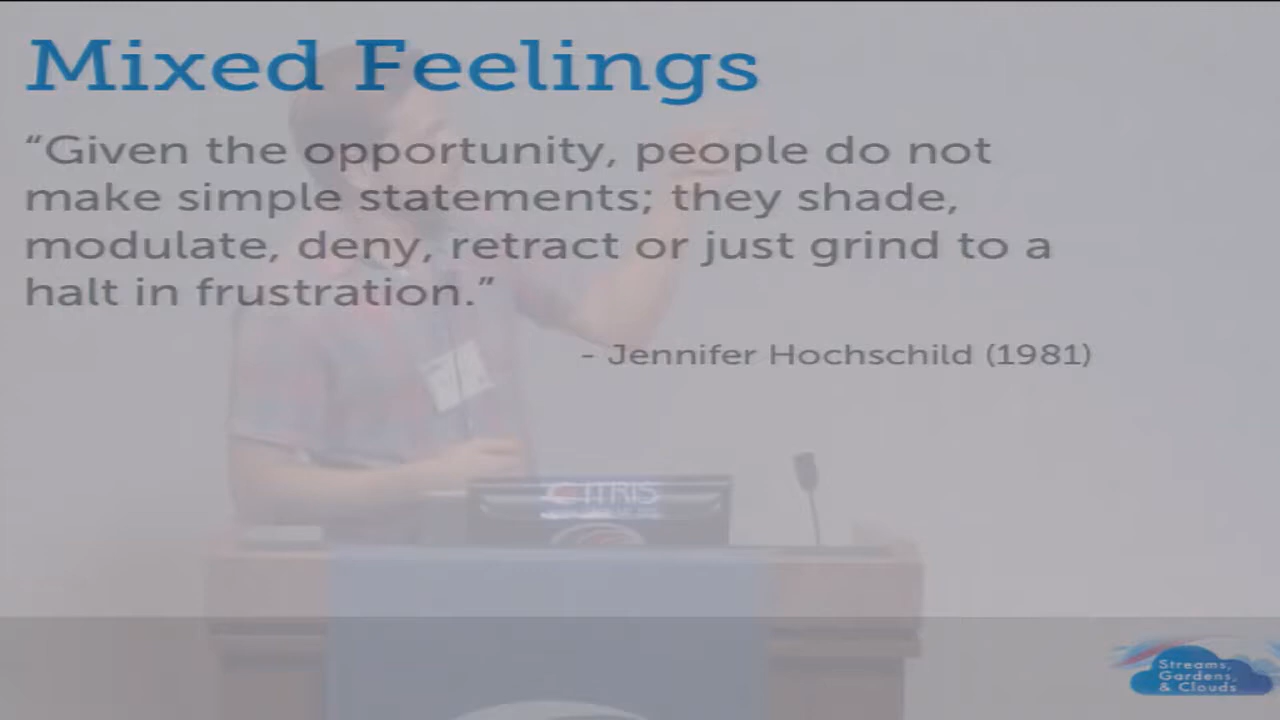 Mixed Feelings
“Given the opportunity, people do not
make simple statements; they shade,
modulate, deny, retract or just grind to a
halt in frustration.”
- Jennifer Hochschild (1981)
CITRIS
Streams,
Gardens,
& Clouds